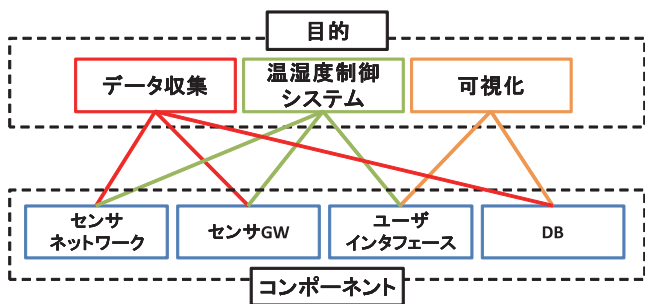 目的
データ収集
温湿度制御
システム
可視化
センサ
ネットワーク
センサGW
ユーザ
インタフェース
DB
コンポーネント